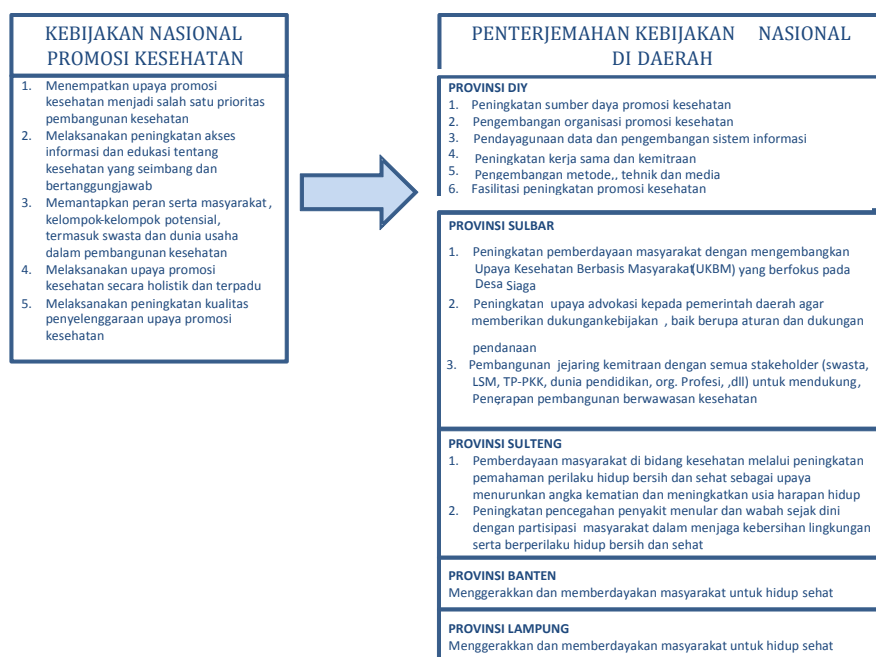 KEBIJAKAN NASIONAL
PROMOSI KESEHATAN
1. Menempatkan upaya promosi
kesehatan menjadi salah satu prioritas
pembangunan kesehatan
2. Melaksanakan peningkatan akses
informasi dan edukasi tentang
kesehatan yang seimbang dan
bertanggungjawab
3. Memantapkan peran serta masyarakat,
kelompok-kelompok potensial,
termasuk swasta dan dunia usaha
dalam pembangunan kesehatan
4. Melaksanakan upaya promosi
kesehatan secara holistik dan terpadu
5. Melaksanakan peningkatan kualitas
penyelenggaraan upaya promosi
kesehatan
PENTERJEMAHAN KEBIJAKAN NASIONAL
DI DAERAH
PROVINSI DIY
1. Peningkatan sumber daya promosi kesehatan
2. Pengembangan organisasi promosi kesehatan
3. Pendayagunaan data dan pengembangan sistem informasi
4. Peningkatan kerja sama dan kemitraan
5. Pengembangan metode,, tehnik dan media
6. Fasilitasi peningkatan promosi kesehatan
PROVINSI SULBAR
1. Peningkatan pemberdayaan masyarakat dengan mengembangkan
Upaya Kesehatan Berbasis Masyarakat(UKBM) yang berfokus pada
Desa Siaga
2. Peningkatan upaya advokasi kepada pemerintah daerah agar
memberikan dukungankebijakan , baik berupa aturan dan dukungan
pendanaan
3. Pembangunan jejaring kemitraan dengan semua stakeholder (swasta,
LSM, TP-PKK, dunia pendidikan, org. Profesi, ,dll) untuk mendukung,
Penerapan pembangunan berwawasan kesehatan
PROVINSI SULTENG
1. Pemberdayaan masyarakat di bidang kesehatan melalui peningkatan
pemahaman perilaku hidup bersih dan sehat sebagai upaya
menurunkan angka kematian dan meningkatkan usia harapan hidup
2. Peningkatan pencegahan penyakit menular dan wabah sejak dini
dengan partisipasi masyarakat dalam menjaga kebersihan lingkungan
serta berperilaku hidup bersih dan sehat
PROVINSI BANTEN
Menggerakkan dan memberdayakan masyarakat untuk hidup sehat
PROVINSI LAMPUNG
Menggerakkan dan memberdayakan masyarakat untuk hidup sehat